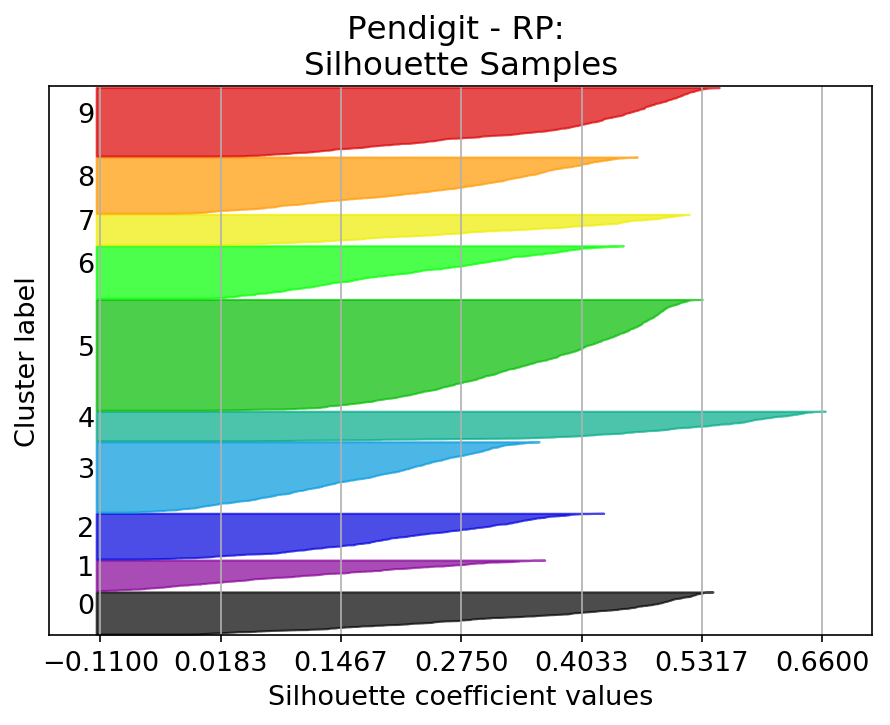 Pendigit - RP:
Silhouette Samples
9
8
7
6
5
4
3
2
1
0
Cluster label
−0.1100 0.0183 0.1467 0.2750 0.4033 0.5317 0.6600
Silhouette coefficient values